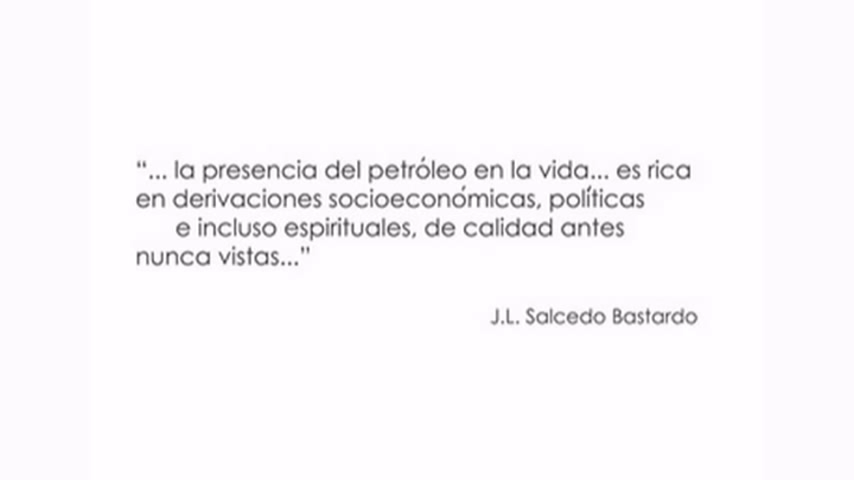 “... la presencia del petróleo en la vida... es rica
en derivaciones socioeconómicas, políticas
e incluso espirituales, de calidad antes
nunca vistas...”
J.L. Salcedo Bastardo